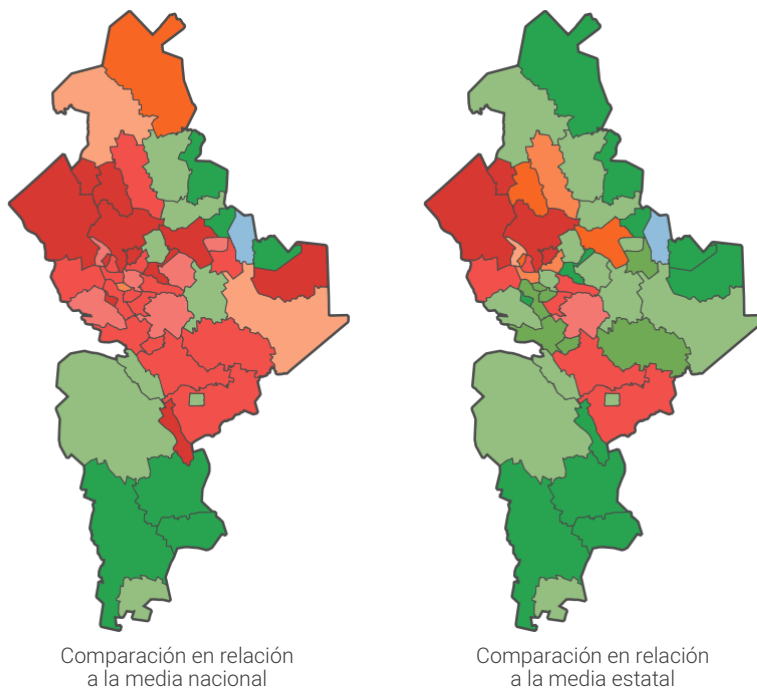 Comparación en relación
a la media nacional
Comparación en relación
a la media estatal